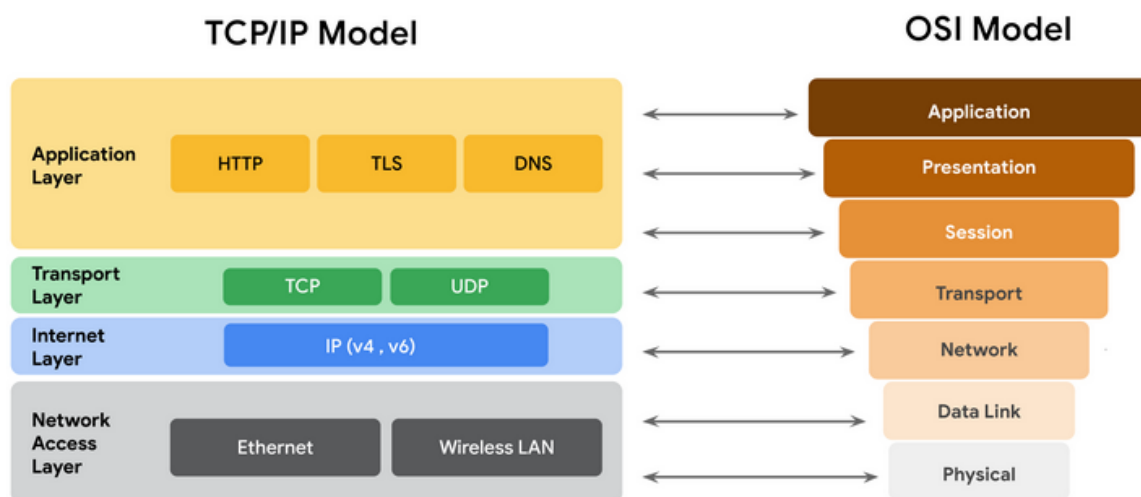 TCP/IP Model
OSI Model
Application
Layer
HTTP
TLS
DNS
Application
Presentation
Session
Transport
Layer
TCP
UDP
Transport
Internet
Layer
IP (v4 , v6)
Network
Network
Access
Layer
Ethernet
Wireless LAN
Data Link
Physical